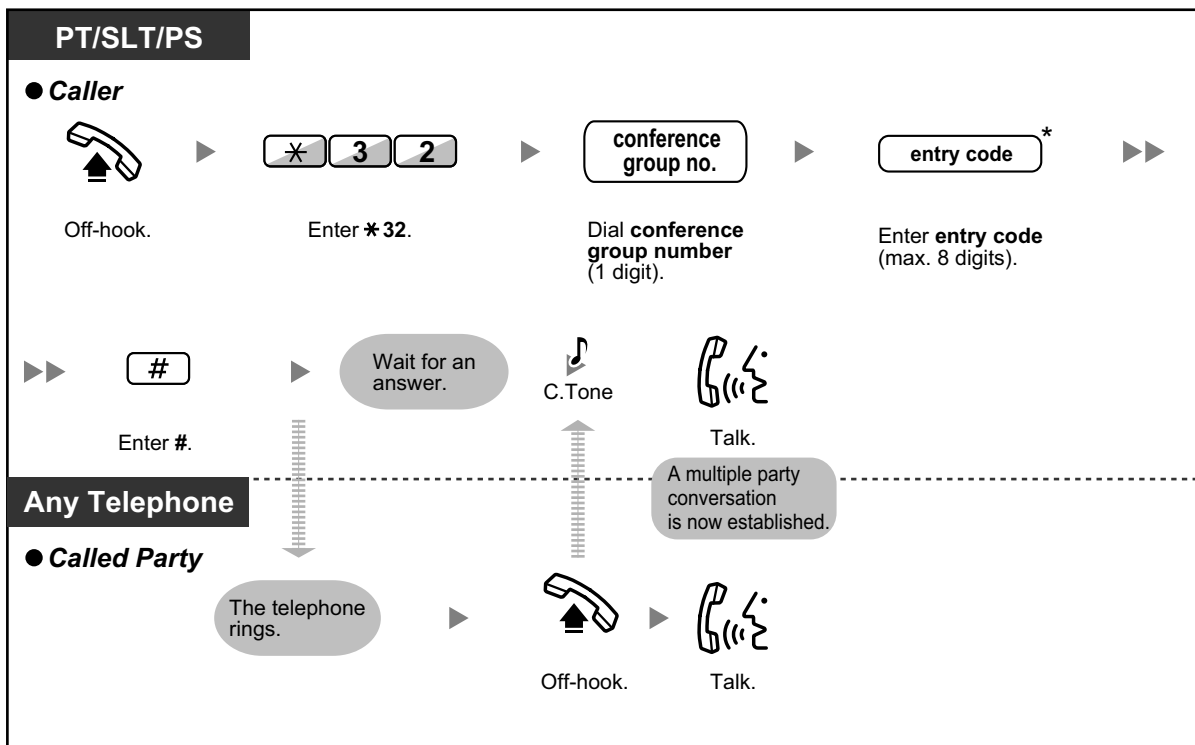 PT/SLT/PS
● Caller
* 3 2
conference
group no.
entry code *
Off-hook.
Enter *32.
Dial conference
group number
(1 digit).
Enter entry code
(max. 8 digits).
#
Wait for an
answer.
C.Tone
Enter #.
Talk.
A multiple party
conversation
is now established.
Any Telephone
● Called Party
The telephone
rings.
Off-hook.
Talk.